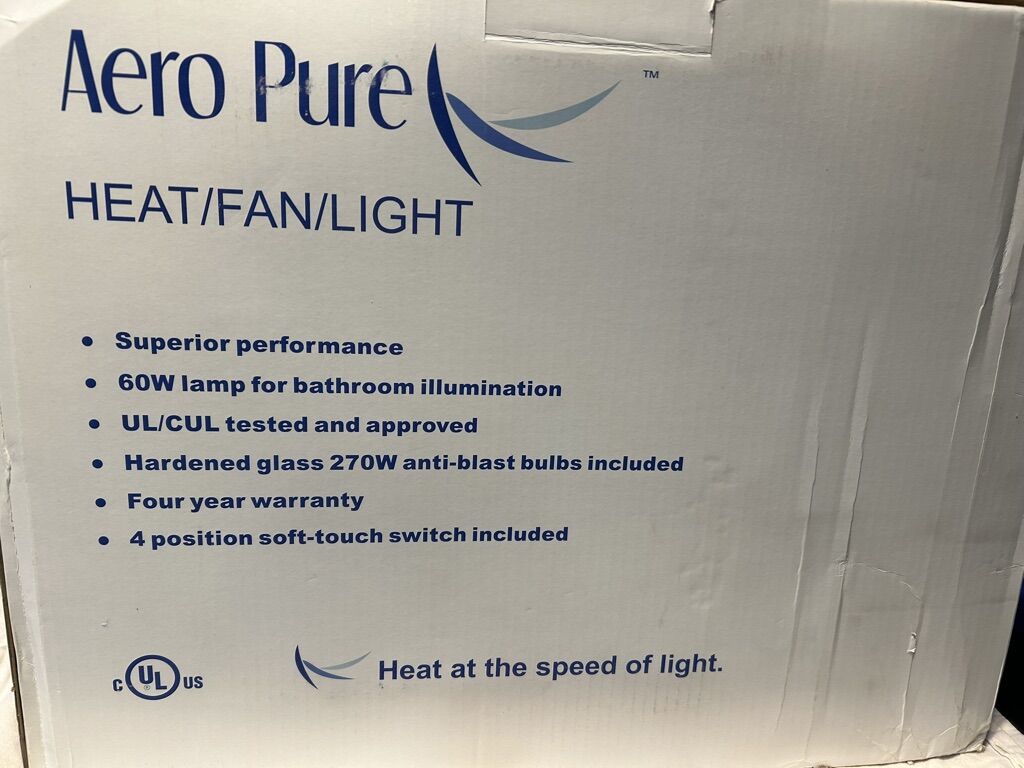 Aero Pure ™
HEAT/FAN/LIGHT
• Superior performance
• 60W lamp for bathroom illumination
• UL/CUL tested and approved
• Hardened glass 270W anti-blast bulbs included
• Four year warranty
• 4 position soft-touch switch included
C UL ® US
Heat at the speed of light.